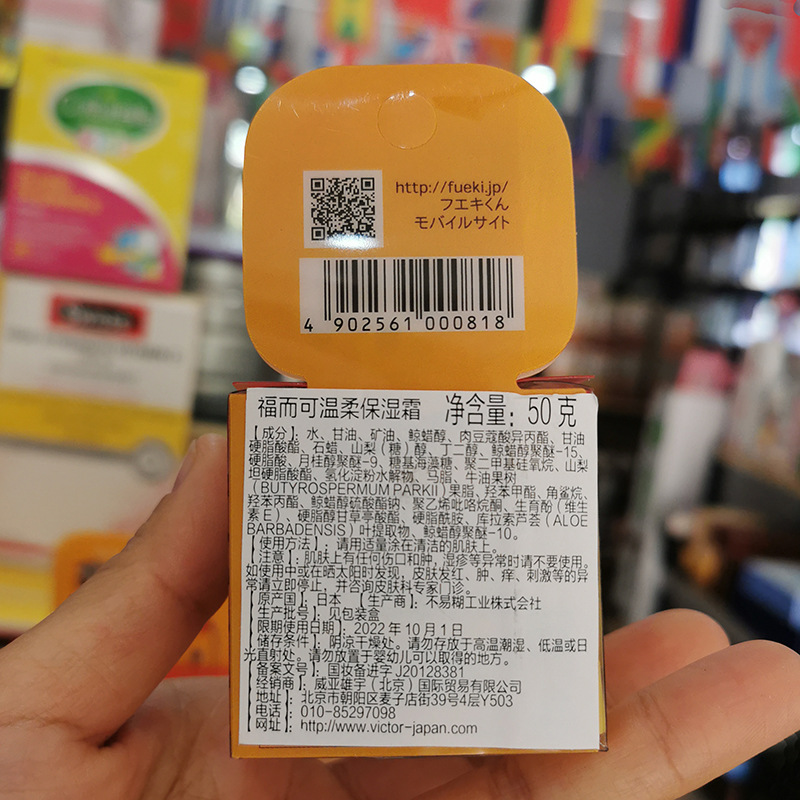 http://fueki.jp/
フエキくん
モバイルサイト
4 902561 000818
福而可温柔保湿霜 净含量: 50克
【成分】: 水、甘油、矿油、鲸蜡醇、肉豆蔻酸异丙酯、甘油
硬脂酸酯、石蜡、山梨（糖）醇、丁二醇、鲸蜡醇聚醚-15、
硬脂酸、月桂醇聚醚-9、糖基海藻糖、聚二甲基硅氧烷、山梨
坦硬脂酸酯、氢化淀粉水解物、马脂、牛油果树
（BUTYROSPERMUM PARKII）果脂、羟苯甲酯、角鲨烷、
羟苯丙酯、鲸蜡醇硫酸酯钠、聚乙烯吡咯烷酮、生育酚（维生
素E）、硬脂醇甘草亭酸酯、硬脂酰胺、库拉索芦荟（ALOE
BARBADENSIS）叶提取物、鲸蜡醇聚醚-10。
【使用方法】: 请用适量涂在清洁的肌肤上。
【注意】: 肌肤上有任何伤口和肿，湿疹等异常时请不要使用。
如使用中或在晒太阳时发现，皮肤发红、肿、痒、刺激等的异
常请立即停止，并咨询皮肤科专家门诊。
【原产国】: 日本 【生产商】: 不易糊工业株式会社
【生产批号】: 见包装盒
【限期使用日期】: 2022年10月1日
【储存条件】: 阴凉干燥处。请勿存放于高温潮湿、低温或日
光直射处。请勿放置于婴幼儿可以取得的地方。
【备案文号】: 国妆备进字J20128381
【经销商】: 威亚雄宇（北京）国际贸易有限公司
地址】: 北京市朝阳区麦子店街39号4层Y503
【电话】: 010-85297098
【网址】: http://www.victor-japan.com